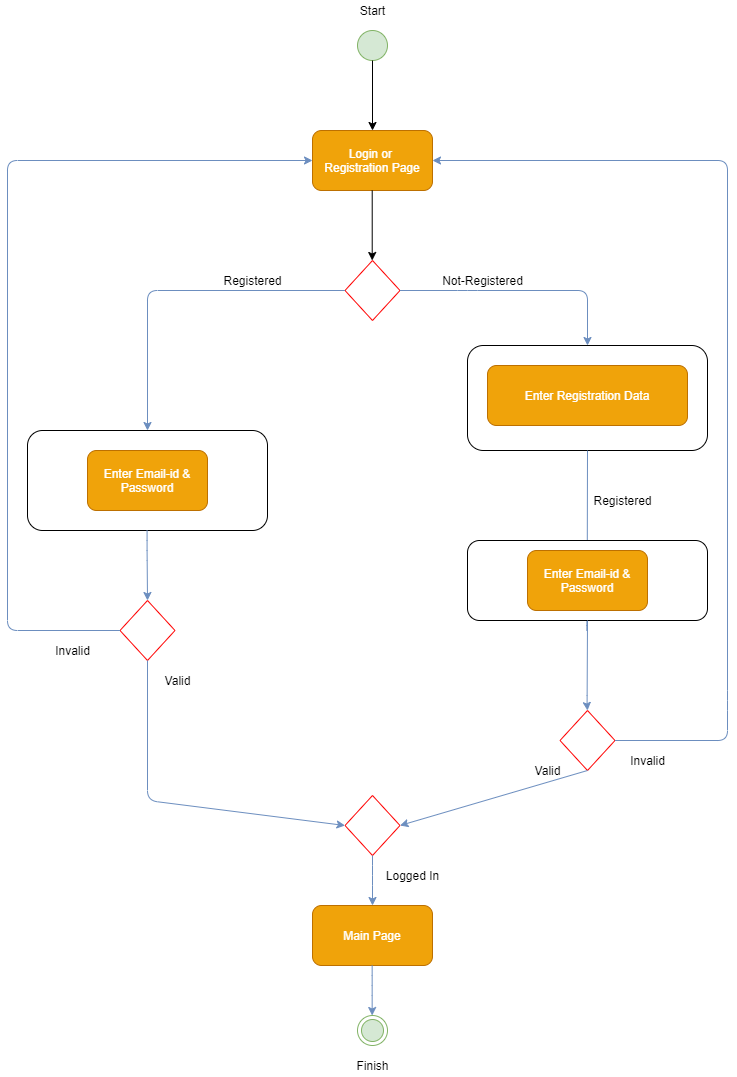 Start
Login or
Registration Page
Registered
Not-Registered
Enter Registration Data
Enter Email-id &
Password
Registered
Enter Email-id &
Password
Invalid
Valid
Valid
Invalid
Logged In
Main Page
Finish